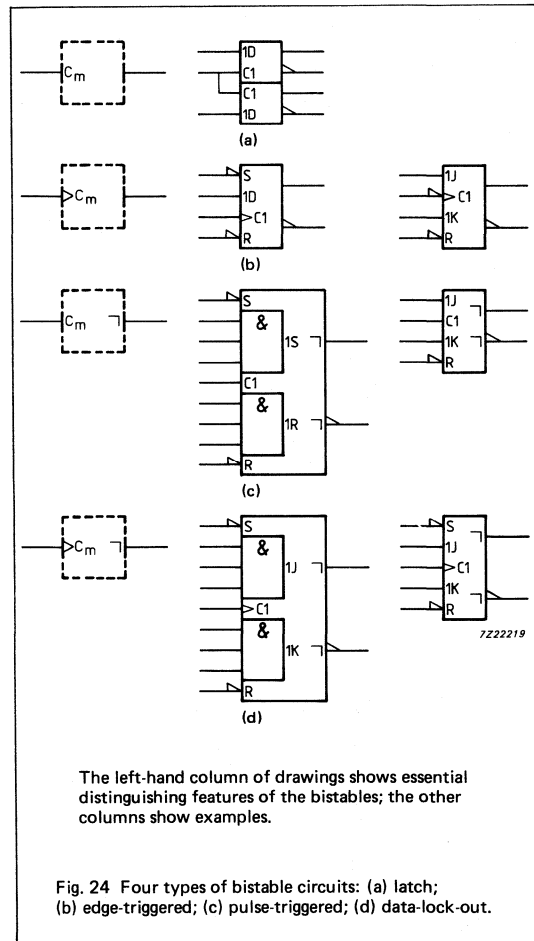 Cm 1D
C1
C1
1D
(a)
Cm S
1D
C1
R
1J
C1
1K
R
(b)
Cm ¬ S
&
1S ¬
C1
&
1R ¬
R
1J ¬
C1
1K ¬
R
(c)
Cm ¬ S
&
1J ¬
C1
&
1K ¬
R
S ¬
1J
C1
1K ¬
R
7Z22219
(d)
The left-hand column of drawings shows essential
distinguishing features of the bistables; the other
columns show examples.
Fig. 24 Four types of bistable circuits: (a) latch;
(b) edge-triggered; (c) pulse-triggered; (d) data-lock-out.